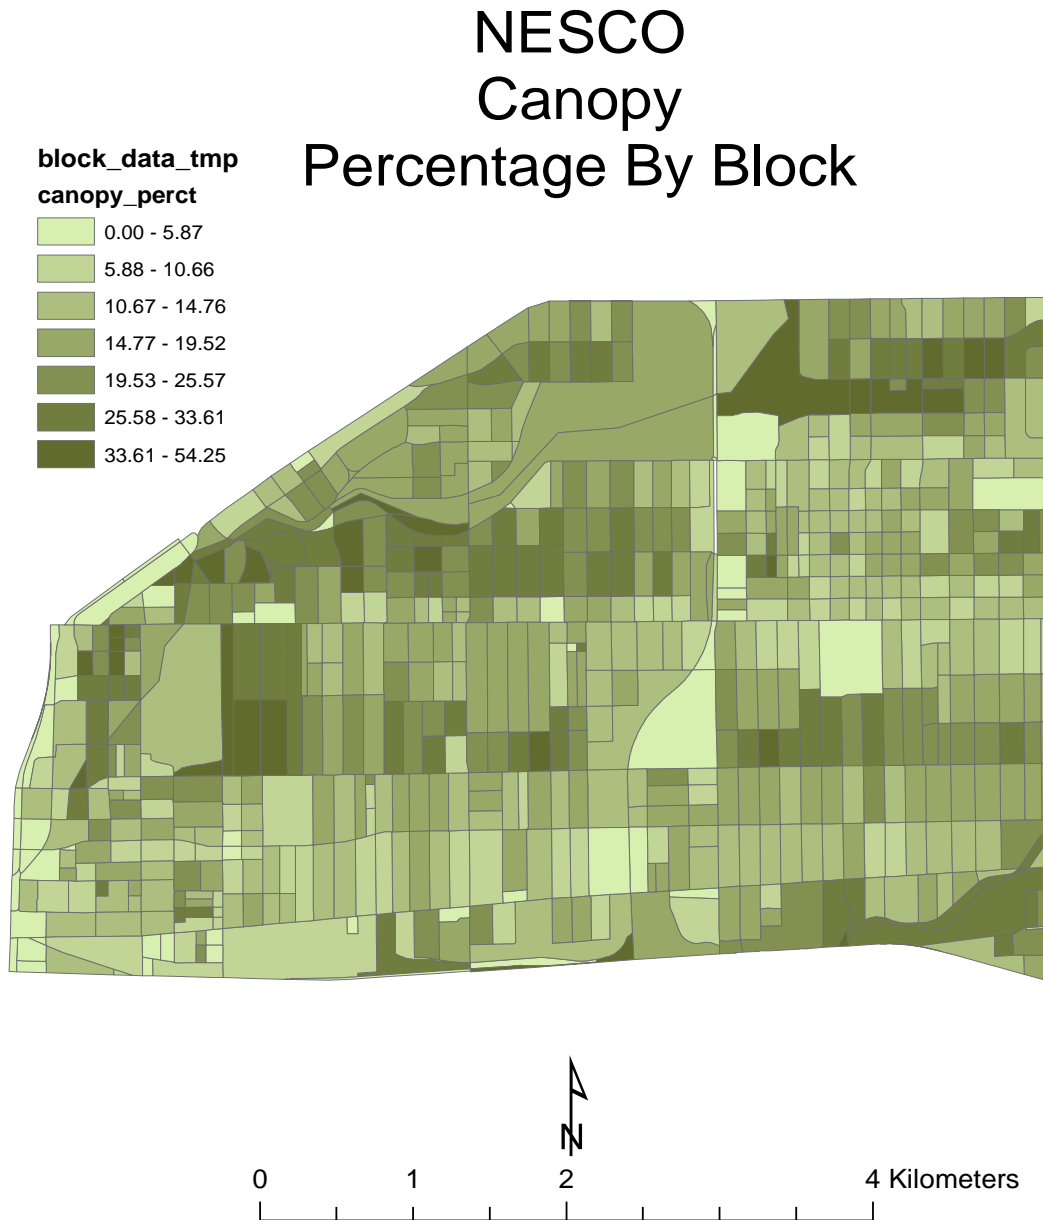 NESCO
Canopy
Percentage By Block
block_data_tmp
canopy_perct
0.00 - 5.87
5.88 - 10.66
10.67 - 14.76
14.77 - 19.52
19.53 - 25.57
25.58 - 33.61
33.61 - 54.25
N
0 1 2 4 Kilometers